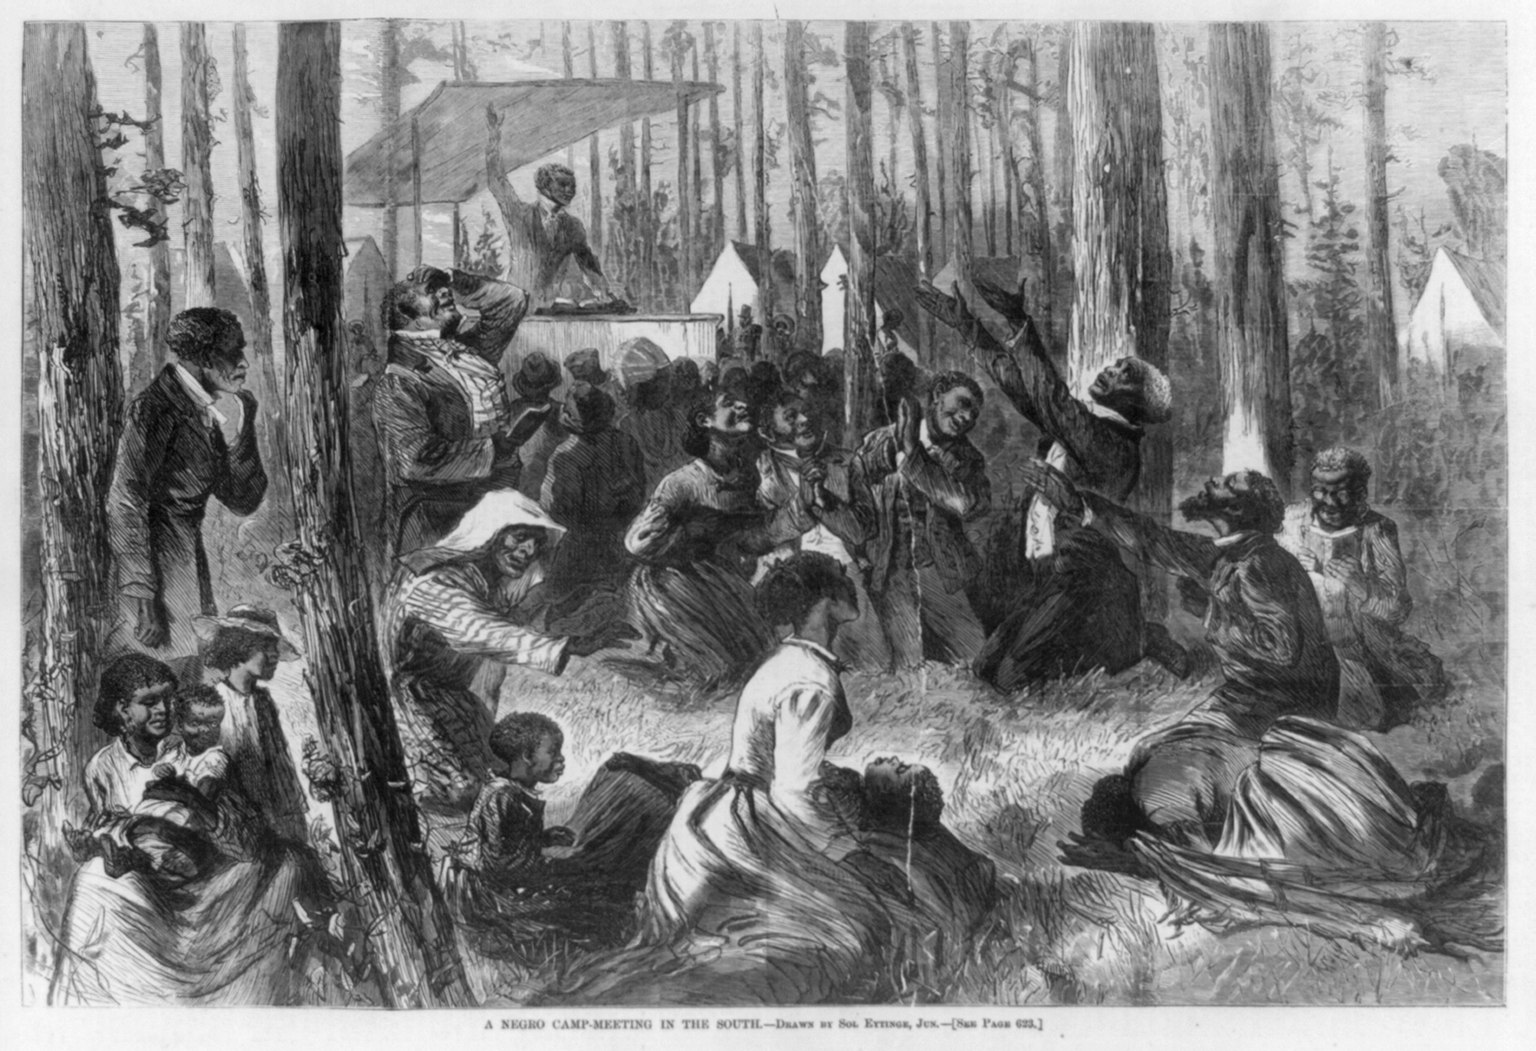 A NEGRO CAMP-MEETING IN THE SOUTH.—Drawn by Sol Eytinge, Jun.—[See Page 623.]